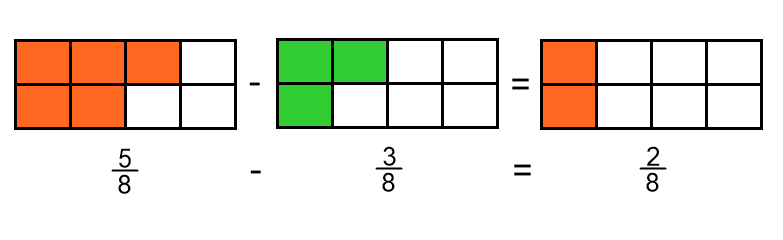 - =
5/8 - 3/8 = 2/8